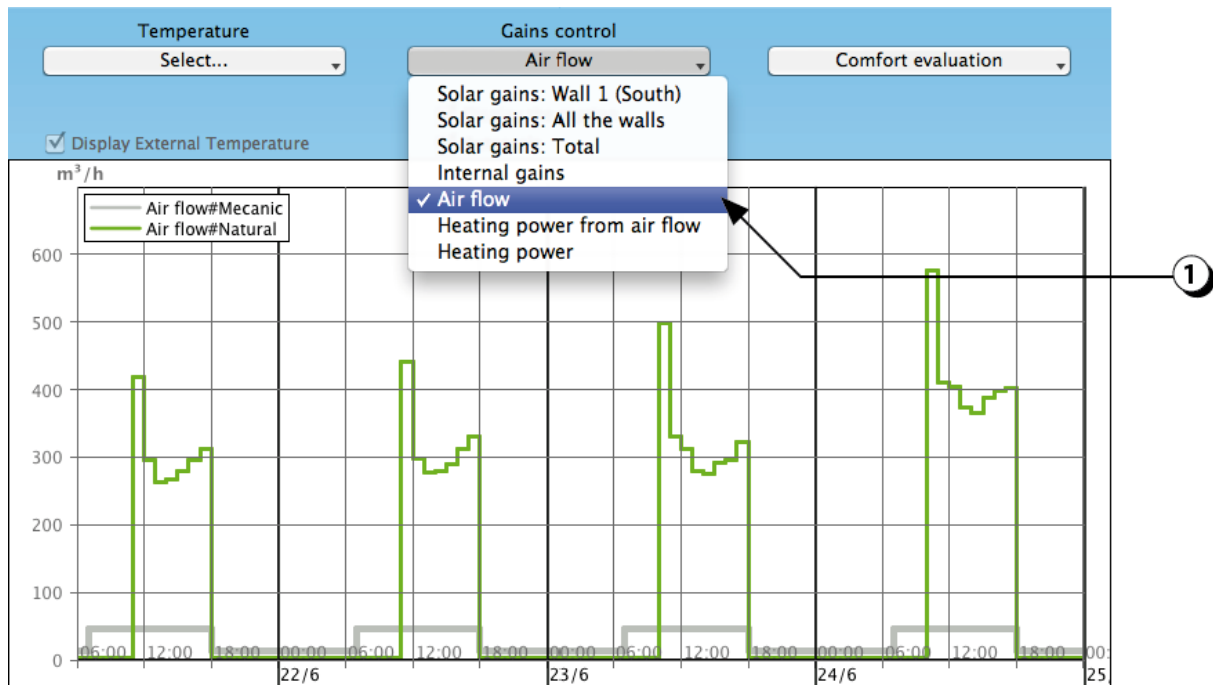 Temperature
Gains control
Select...
Air flow
Comfort evaluation
Solar gains: Wall 1 (South)
Solar gains: All the walls
Solar gains: Total
Internal gains
✓ Air flow
Heating power from air flow
Heating power
Display External Temperature
m³/h
Air flow#Mecanic
Air flow#Natural
1
600
500
400
300
200
100
0
06:00 12:00 18:00 00:00 06:00 12:00 18:00 00:00 06:00 12:00 18:00 00:00 06:00 12:00 18:00 00:
22/6 23/6 24/6 25.